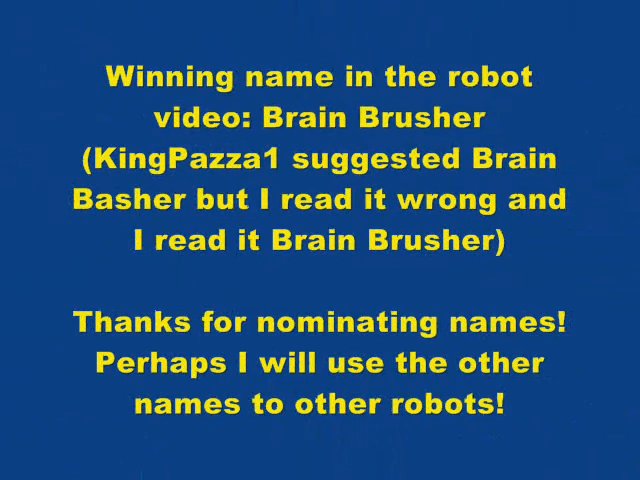 Winning name in the robot
video: Brain Brusher
(KingPazza1 suggested Brain
Basher but I read it wrong and
I read it Brain Brusher)
Thanks for nominating names!
Perhaps I will use the other
names to other robots!